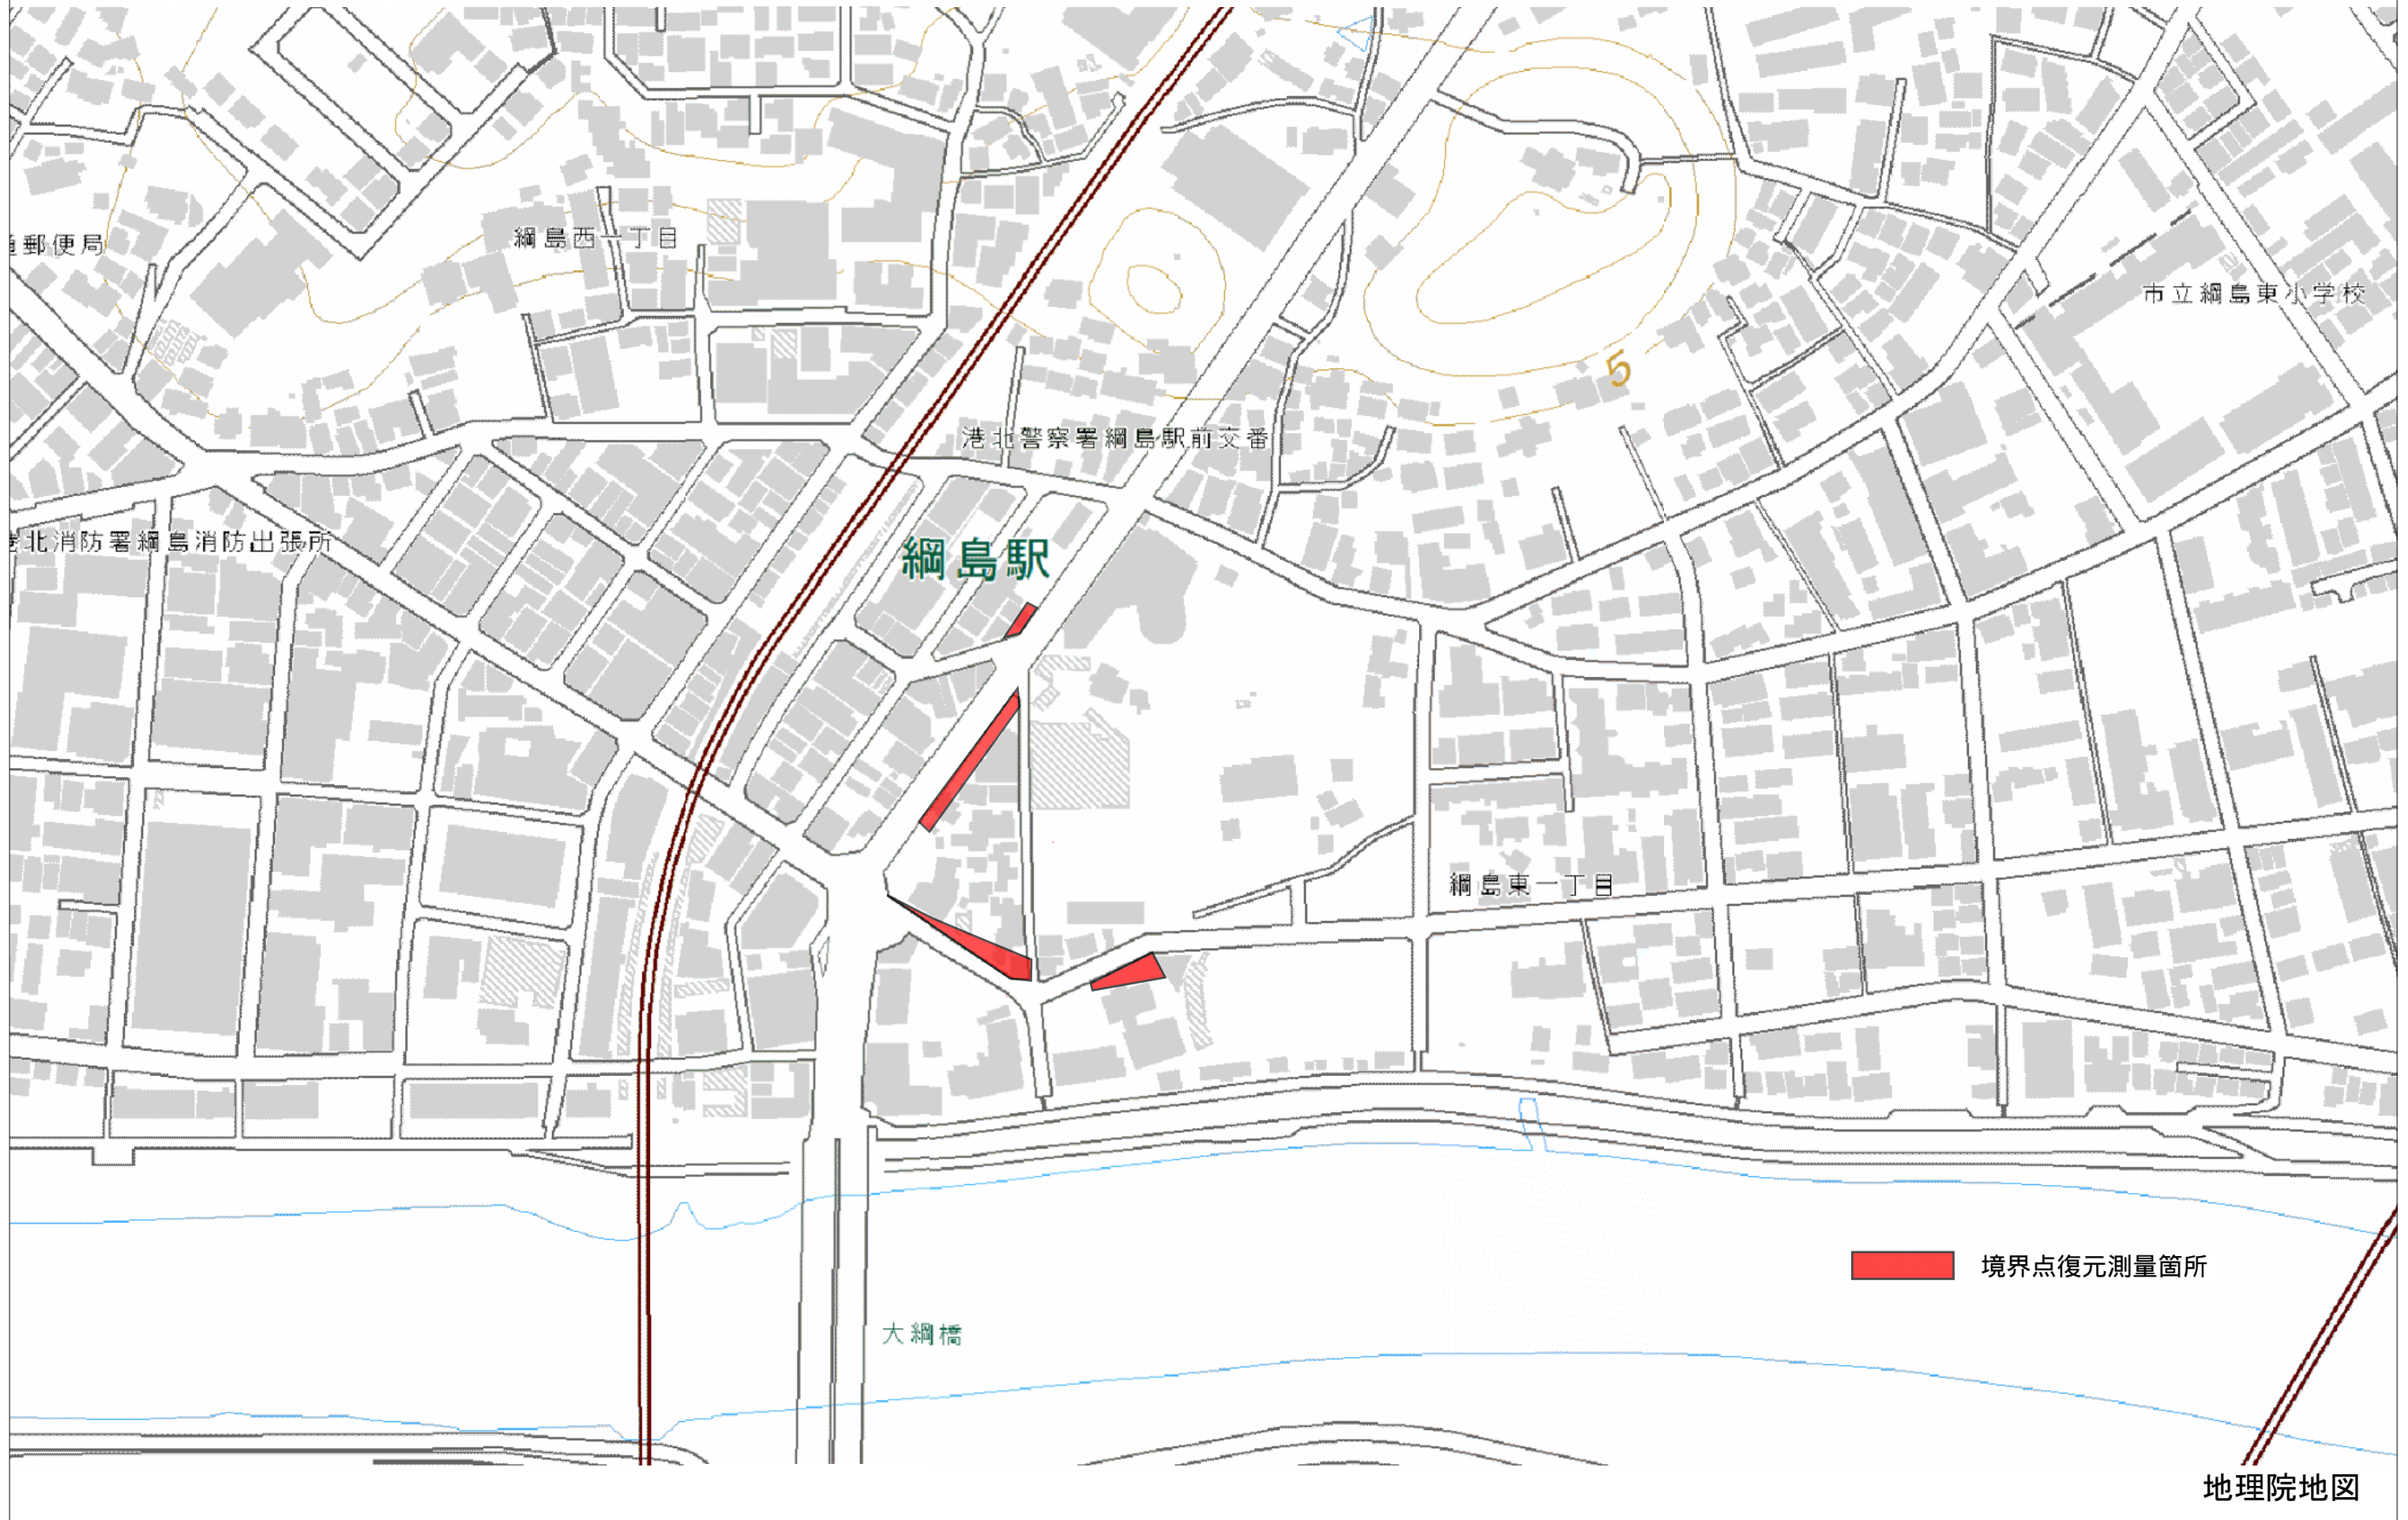 綱島西一丁目
郵便局
市立綱島東小学校
5
港北警察署綱島駅前交番
北消防署綱島消防出張所
綱島駅
綱島東一丁目
境界点復元測量箇所
大綱橋
地理院地図